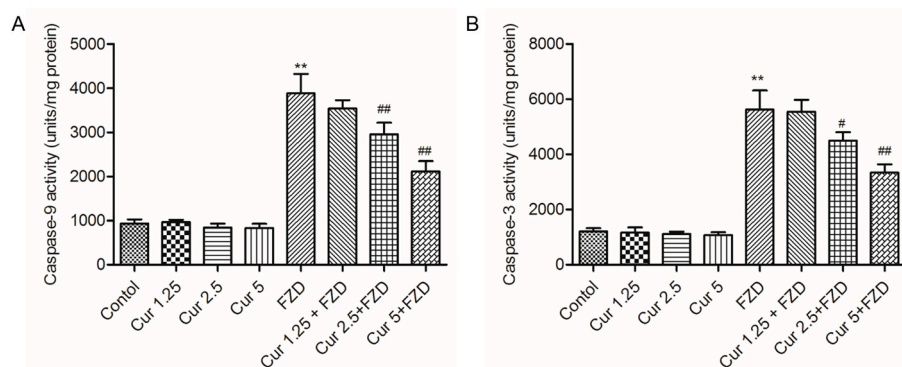 A
Caspase-9 activity (units/mg protein)
5000
4000
3000
2000
1000
0
**
##
##
Contol
Cur 1.25
Cur 2.5
Cur 5
FZD
Cur 1.25 + FZD
Cur 2.5+FZD
Cur 5+FZD
B
Caspase-3 activity (units/mg protein)
8000
6000
4000
2000
0
**
#
##
Contol
Cur 1.25
Cur 2.5
Cur 5
FZD
Cur 1.25 + FZD
Cur 2.5+FZD
Cur 5+FZD